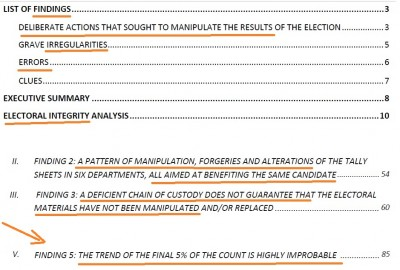 LIST OF FINDINGS ... 3
DELIBERATE ACTIONS THAT SOUGHT TO MANIPULATE THE RESULTS OF THE ELECTION ... 3
GRAVE IRREGULARITIES ... 5
ERRORS ... 6
CLUES ... 7
EXECUTIVE SUMMARY ... 8
ELECTORAL INTEGRITY ANALYSIS ... 10
II. FINDING 2: A PATTERN OF MANIPULATION, FORGERIES AND ALTERATIONS OF THE TALLY
SHEETS IN SIX DEPARTMENTS, ALL AIMED AT BENEFITING THE SAME CANDIDATE ... 54
III. FINDING 3: A DEFICIENT CHAIN OF CUSTODY DOES NOT GUARANTEE THAT THE ELECTORAL
MATERIALS HAVE NOT BEEN MANIPULATED AND/OR REPLACED ... 60
V. FINDING 5: THE TREND OF THE FINAL 5% OF THE COUNT IS HIGHLY IMPROBABLE ... 85